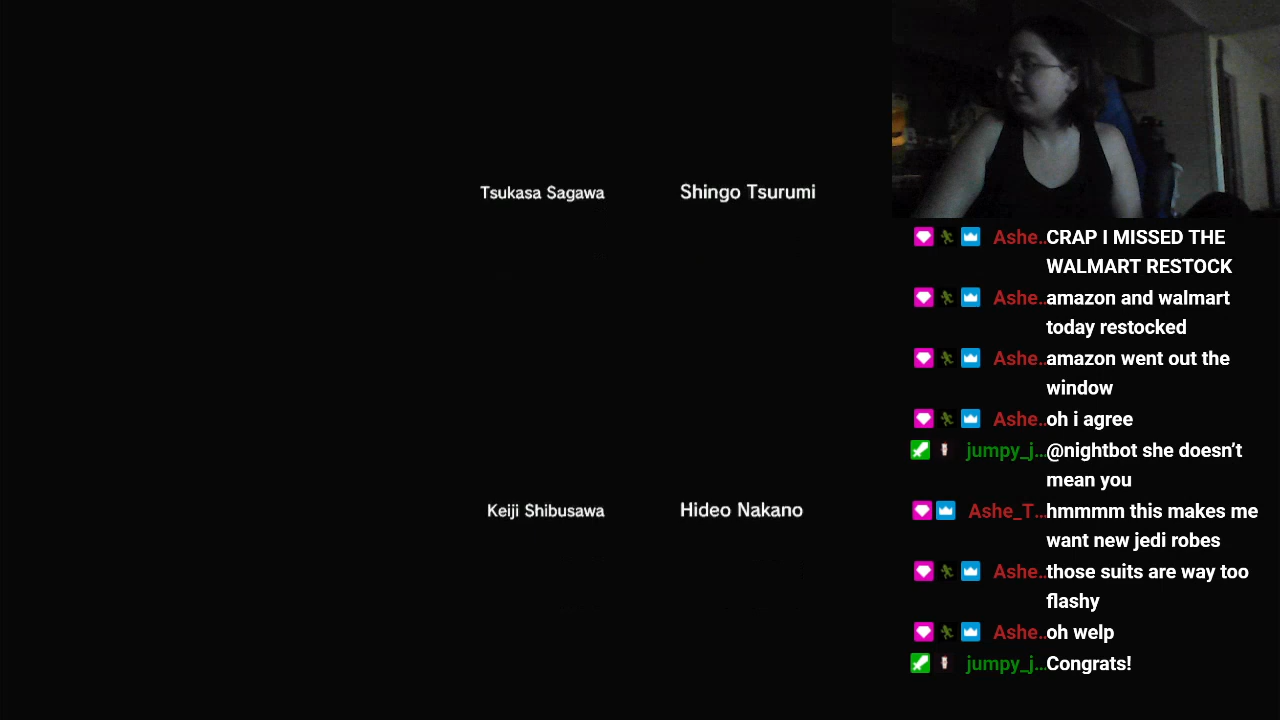 Tsukasa Sagawa Shingo Tsurumi
Keiji Shibusawa Hideo Nakano
Ashe..CRAP I MISSED THE
WALMART RESTOCK
Ashe..amazon and walmart
today restocked
Ashe..amazon went out the
window
Ashe..oh i agree
jumpy_j...@nightbot she doesn’t
mean you
Ashe_T...hmmmm this makes me
want new jedi robes
Ashe..those suits are way too
flashy
Ashe..oh welp
jumpy_j...Congrats!